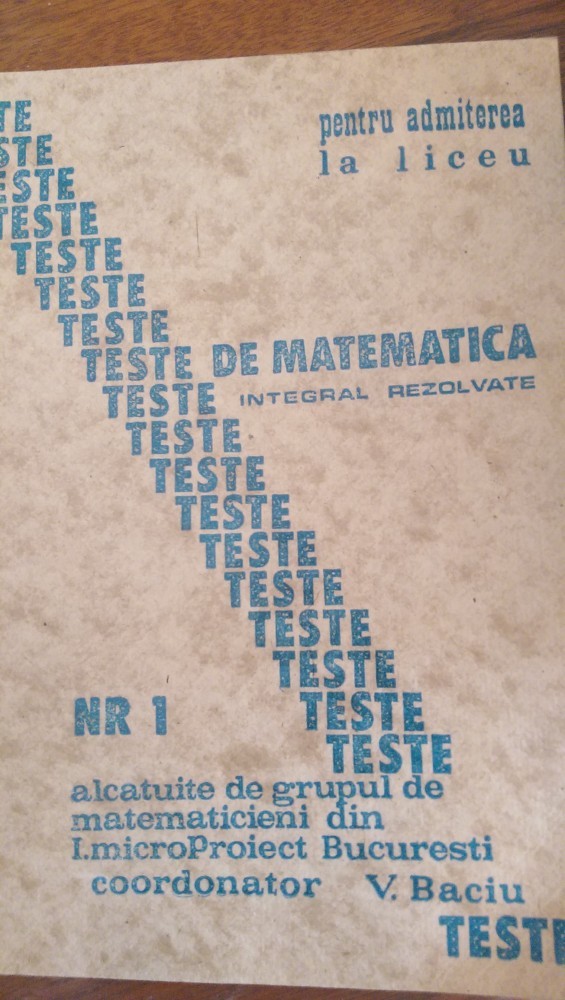 pentru admiterea
la liceu
TE
STE
ESTE
TESTE
TESTE
TESTE
TESTE
TESTE DE MATEMATICA
TESTE INTEGRAL REZOLVATE
TESTE
TESTE
TESTE
TESTE
TESTE
TESTE
TESTE
NR 1 TESTE
TESTE
alcatuite de grupul de
matematicieni din
I.microProiect Bucuresti
coordonator V. Baciu
TESTE